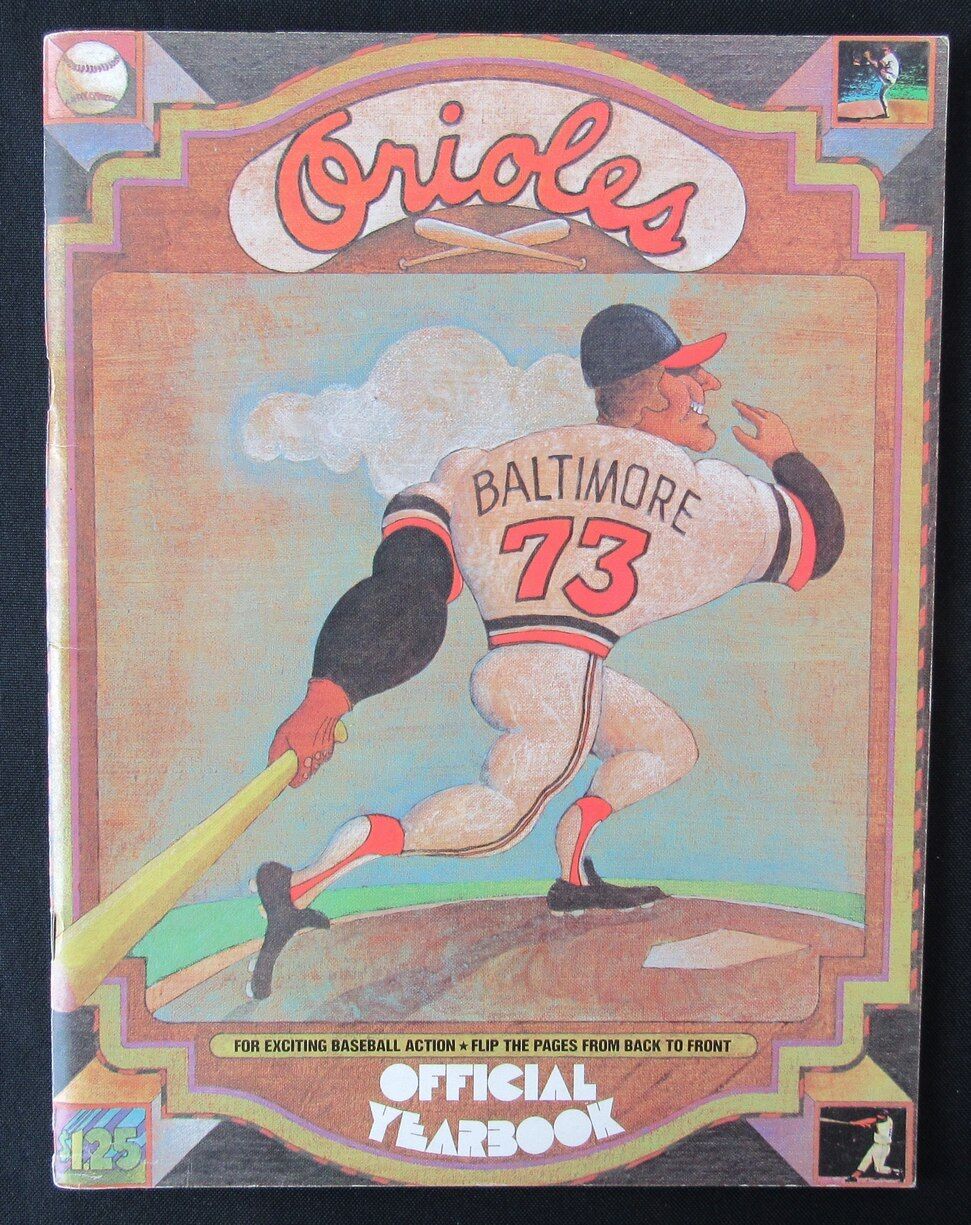 Orioles
BALTIMORE
73
FOR EXCITING BASEBALL ACTION ★ FLIP THE PAGES FROM BACK TO FRONT
OFFICIAL
YEARBOOK
$1.25